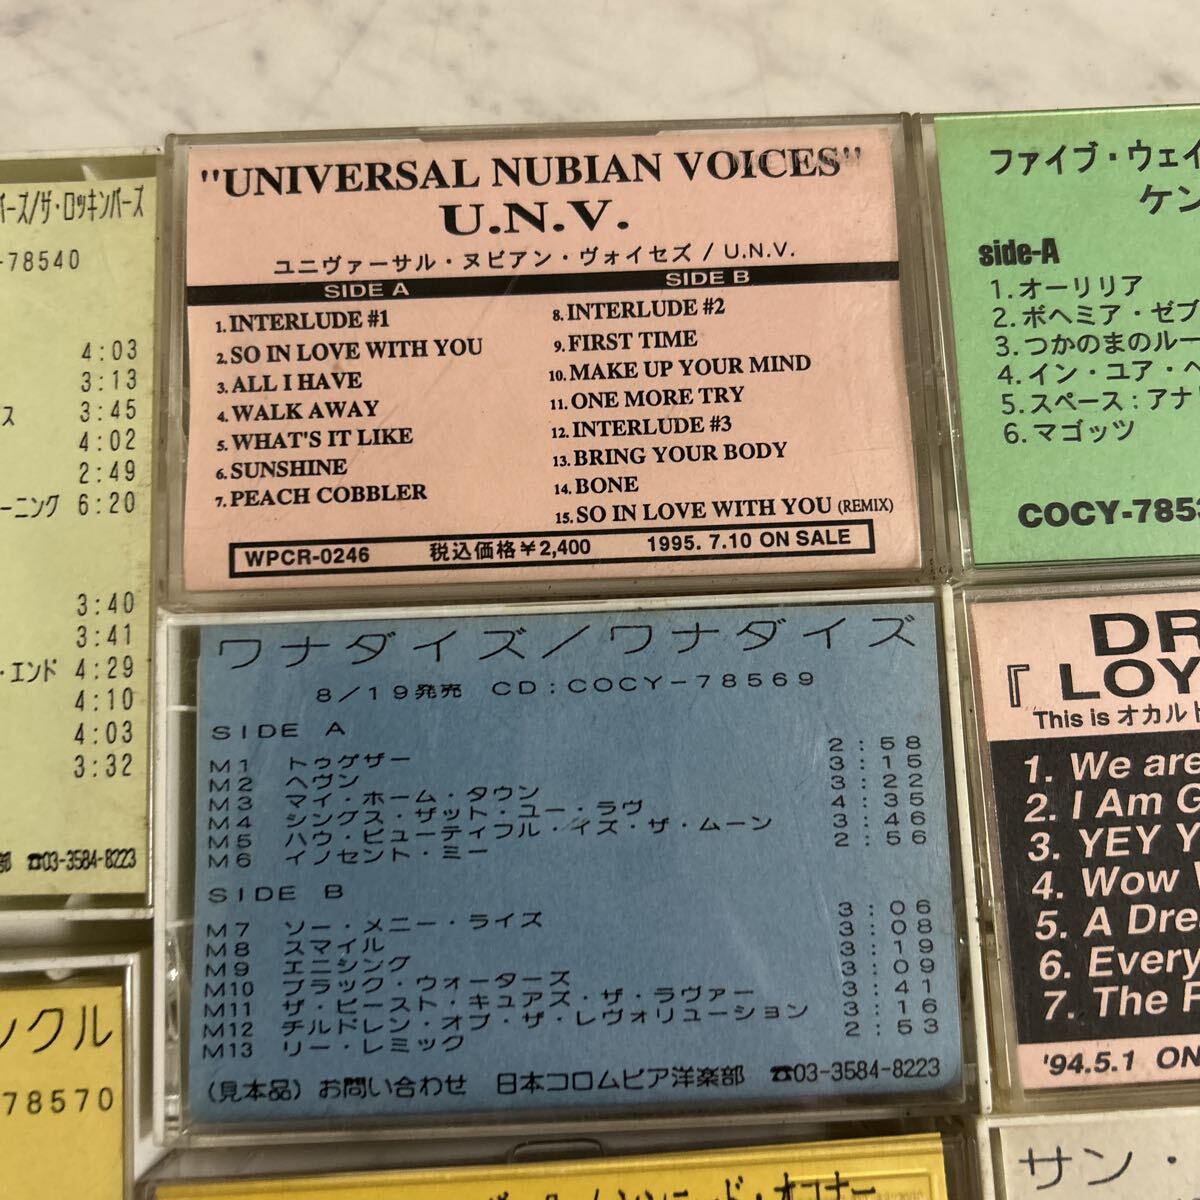 "UNIVERSAL NUBIAN VOICES"
U.N.V.
ユニヴァーサル・ヌビアン・ヴォイセズ / U.N.V.
SIDE A
1. INTERLUDE #1
2. SO IN LOVE WITH YOU
3. ALL I HAVE
4. WALK AWAY
5. WHAT'S IT LIKE
6. SUNSHINE
7. PEACH COBBLER
SIDE B
8. INTERLUDE #2
9. FIRST TIME
10. MAKE UP YOUR MIND
11. ONE MORE TRY
12. INTERLUDE #3
13. BRING YOUR BODY
14. BONE
15. SO IN LOVE WITH YOU (REMIX)
WPCR-0246 税込価格¥2,400 1995. 7.10 ON SALE
ワナダイズ/ワナダイズ
8/19発売 CD:COCY-78569
SIDE A
M1 トゥゲザー 2:58
M2 ヘヴン 3:15
M3 マイ・ホーム・タウン 3:22
M4 シングス・ザット・ユー・ラヴ 4:35
M5 ハウ・ビューティフル・イズ・ザ・ムーン 3:46
M6 イノセント・ミー 2:56
SIDE B
M7 ソー・メニー・ライズ 3:06
M8 スマイル 3:08
M9 エニシング 3:19
M10 ブラック・ウォーターズ 3:09
M11 ザ・ビースト・キュアズ・ザ・ラヴァー 3:41
M12 チルドレン・オブ・ザ・レヴォリューション 3:16
M13 リー・レミック 2:53
(見本品) お問い合わせ 日本コロムビア洋楽部 ☎03-3584-8223
ーズ/ザ・ロッキンバーズ
-78540
4:03
3:13
ス 3:45
4:02
2:49
ーニング 6:20
3:40
3:41
・エンド 4:29
4:10
4:03
3:32
部 ☎03-3584-8223
ファイブ・ウェイ
ケン
side-A
1.オーリリア
2.ボヘミア・ゼブ
3.つかのまのルー
4.イン・ユア・ヘ
5.スペース:アナ
6.マゴッツ
COCY-785
DR
『LOY
This is オカルト
1. We are
2. I Am G
3. YEY Y
4. Wow
5. A Dre
6. Every
7. The F
'94.5.1 ON
ンクル
78570
ード・オコナー
サン・